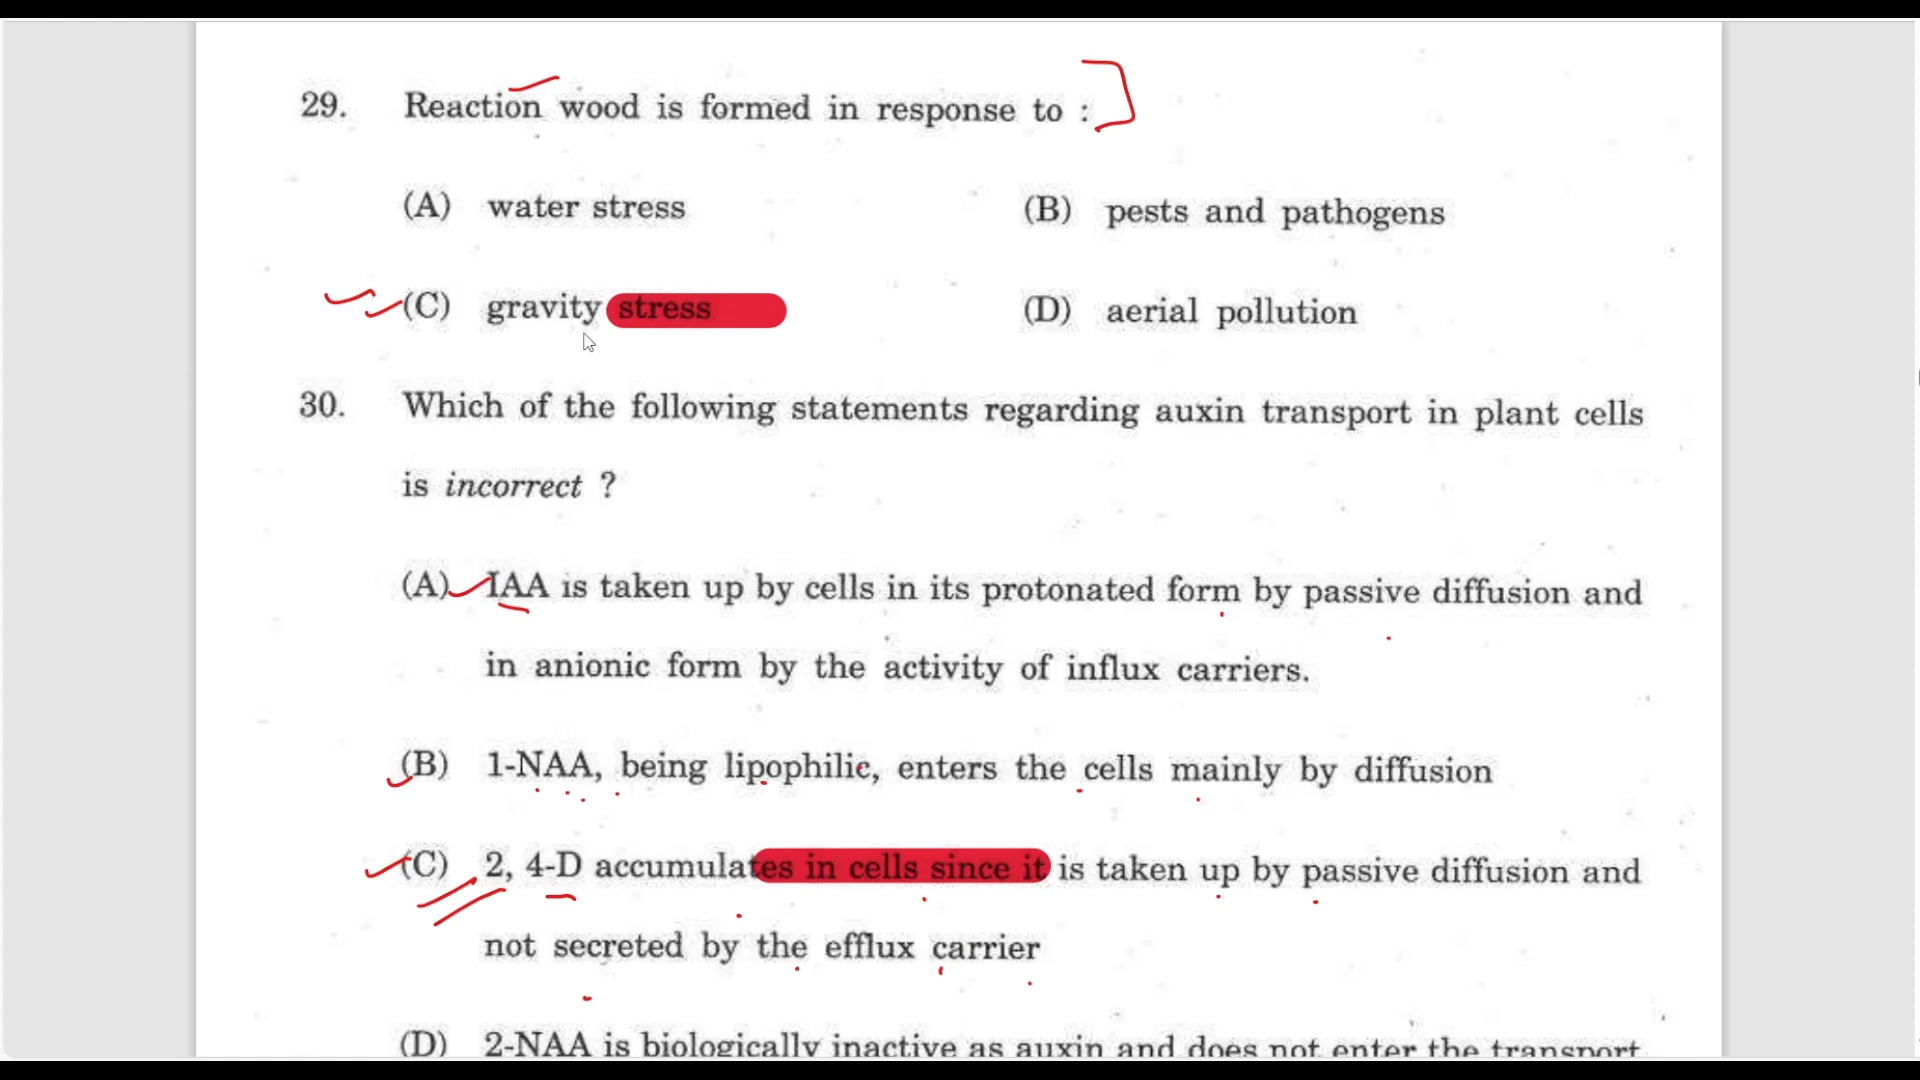 29. Reaction wood is formed in response to :
(A) water stress (B) pests and pathogens
(C) gravity stress (D) aerial pollution
30. Which of the following statements regarding auxin transport in plant cells
is incorrect ?
(A) IAA is taken up by cells in its protonated form by passive diffusion and
in anionic form by the activity of influx carriers.
(B) 1-NAA, being lipophilic, enters the cells mainly by diffusion
(C) 2, 4-D accumulates in cells since it is taken up by passive diffusion and
not secreted by the efflux carrier
(D) 2-NAA is biologically inactive as auxin and does not enter the transport